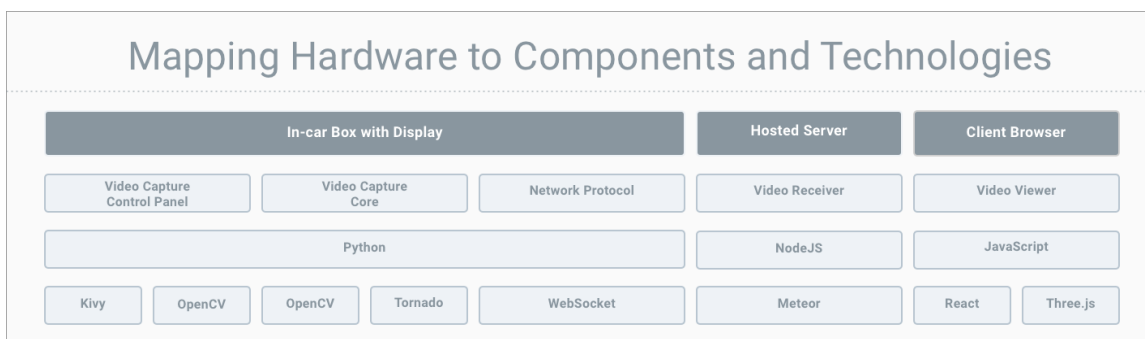 Mapping Hardware to Components and Technologies
In-car Box with Display
Hosted Server
Client Browser
Video Capture
Control Panel
Video Capture
Core
Network Protocol
Video Receiver
Video Viewer
Python
NodeJS
JavaScript
Kivy
OpenCV
OpenCV
Tornado
WebSocket
Meteor
React
Three.js